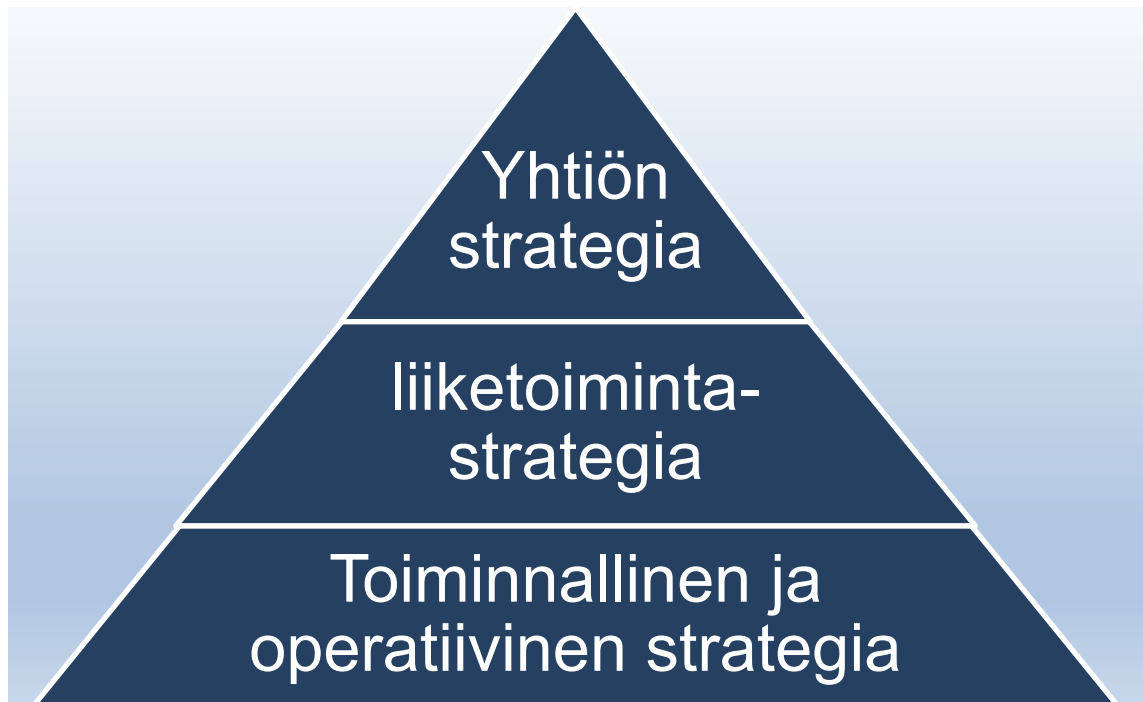 Yhtiön
strategia
liiketoiminta-
strategia
Toiminnallinen ja
operatiivinen strategia